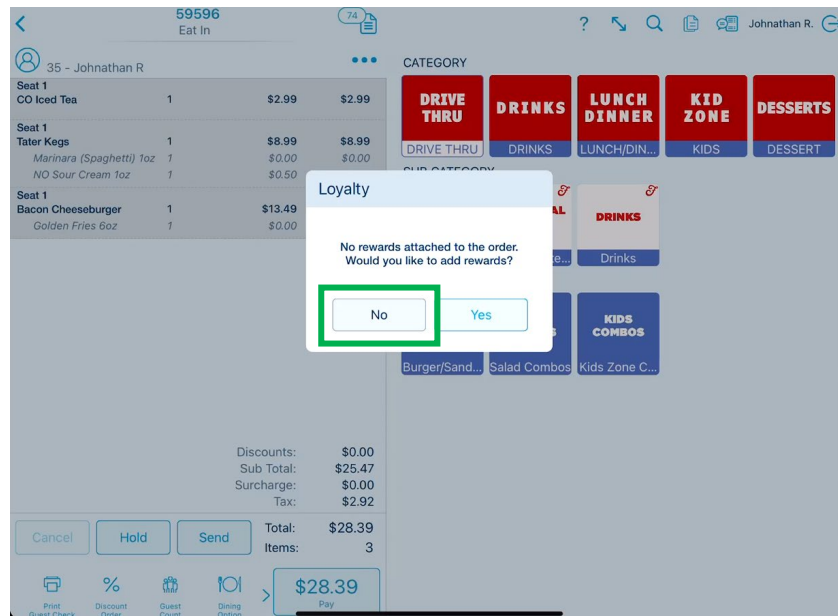 59596
Eat In
74
Johnathan R.
35 - Johnathan R
Seat 1
CO Iced Tea 1 $2.99 $2.99
Seat 1
Tater Kegs 1 $8.99 $8.99
Marinara (Spaghetti) 1oz 1 $0.00 $0.00
NO Sour Cream 1oz 1 $0.50
Seat 1
Bacon Cheeseburger 1 $13.49
Golden Fries 6oz 1 $0.00
Discounts: $0.00
Sub Total: $25.47
Surcharge: $0.00
Tax: $2.92
Total: $28.39
Items: 3
Cancel Hold Send
Print Discount Guest Dining
Guest Check Order Count Option
$28.39
Pay
CATEGORY
DRIVE THRU
DRINKS
LUNCH DINNER
KID ZONE
DESSERTS
DRIVE THRU DRINKS LUNCH/DIN... KIDS DESSERT
SUB CATEGORY
DRINKS
Drinks
KIDS COMBOS
Burger/Sand... Salad Combos Kids Zone C...
Loyalty
No rewards attached to the order.
Would you like to add rewards?
No Yes